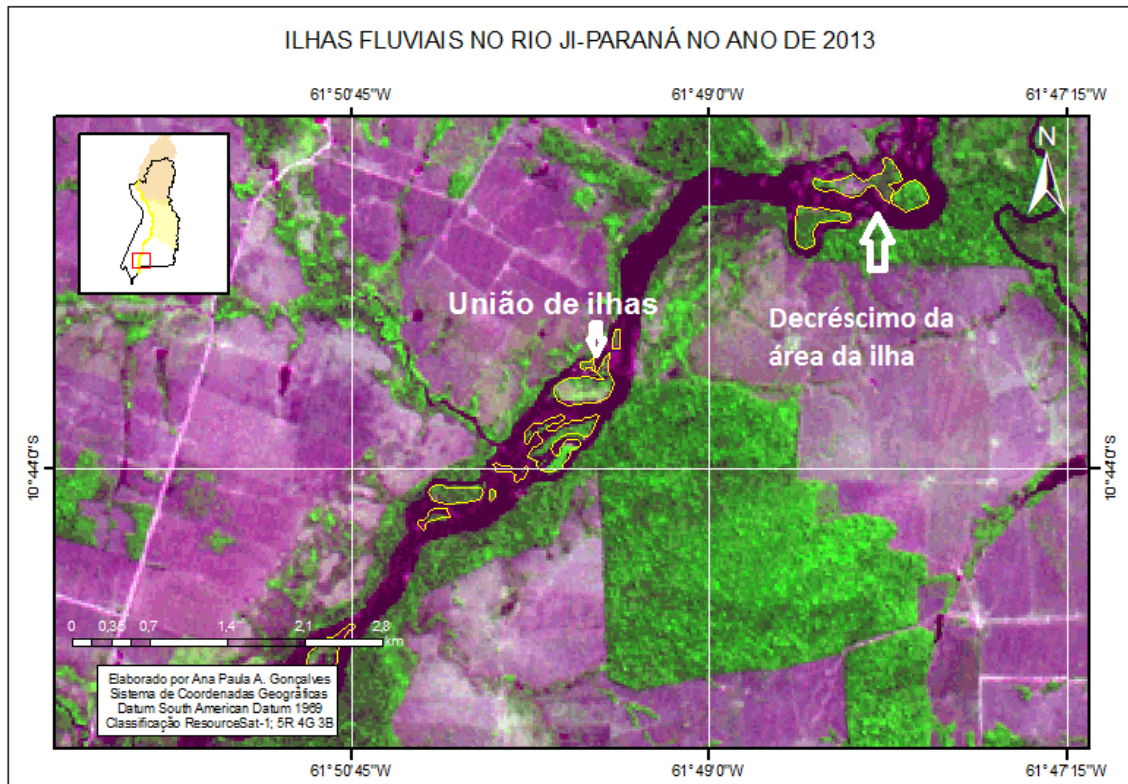 ILHAS FLUVIAIS NO RIO JI-PARANÁ NO ANO DE 2013
61°50'45"W
61°49'0"W
61°47'15"W
N
União de ilhas
Decréscimo da
área da ilha
10°44'0"S
10°44'0"S
0 0,35 0,7 1,4 2,1 2,8
km
Elaborado por Ana Paula A. Gonçalves
Sistema de Coordenadas Geográficas
Datum South American Datum 1969
Classificação ResourceSat-1; 5R 4G 3B
61°50'45"W
61°49'0"W
61°47'15"W